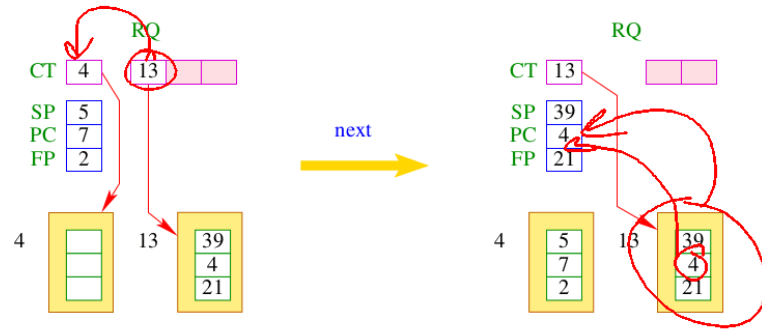 RQ
RQ
CT 4 13
CT 13
SP 5
PC 7
FP 2
SP 39
PC 4
FP 21
next
4
13 39
4
21
4 5
7
2
13 39
4
21